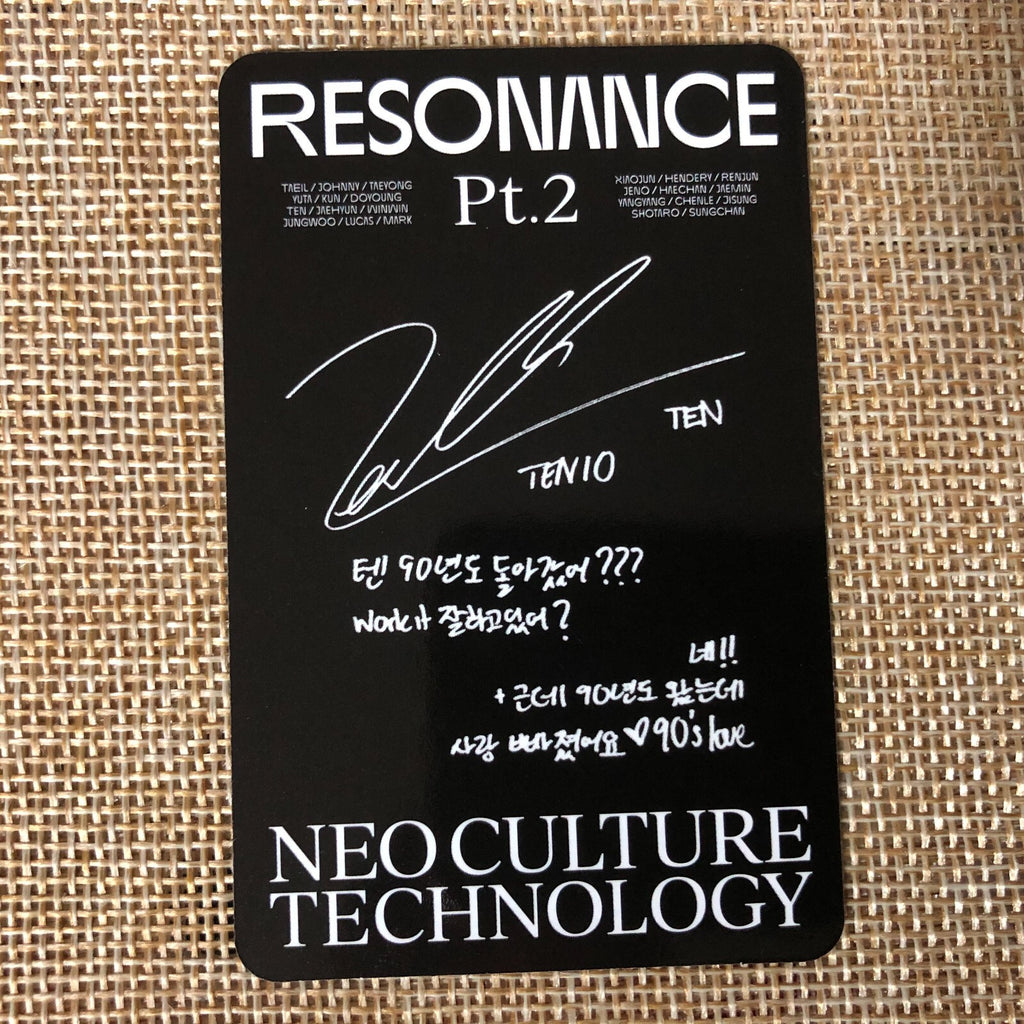 RESONANCE
Pt.2
TAEIL / JOHNNY / TAEYONG
YUTA / KUN / DOYOUNG
TEN / JAEHYUN / WINWIN
JUNGWOO / LUCAS / MARK
XIAOJUN / HENDERY / RENJUN
JENO / HAECHAN / JAEMIN
YANGYANG / CHENLE / JISUNG
SHOTARO / SUNGCHAN
TEN
TEN10
텐 90년도 돌아갔어???
Work it 잘하고있어?
네!!
+ 근데 90년도 왔는데
사랑 빠졌어요 ♡ 90's love
NEO CULTURE
TECHNOLOGY